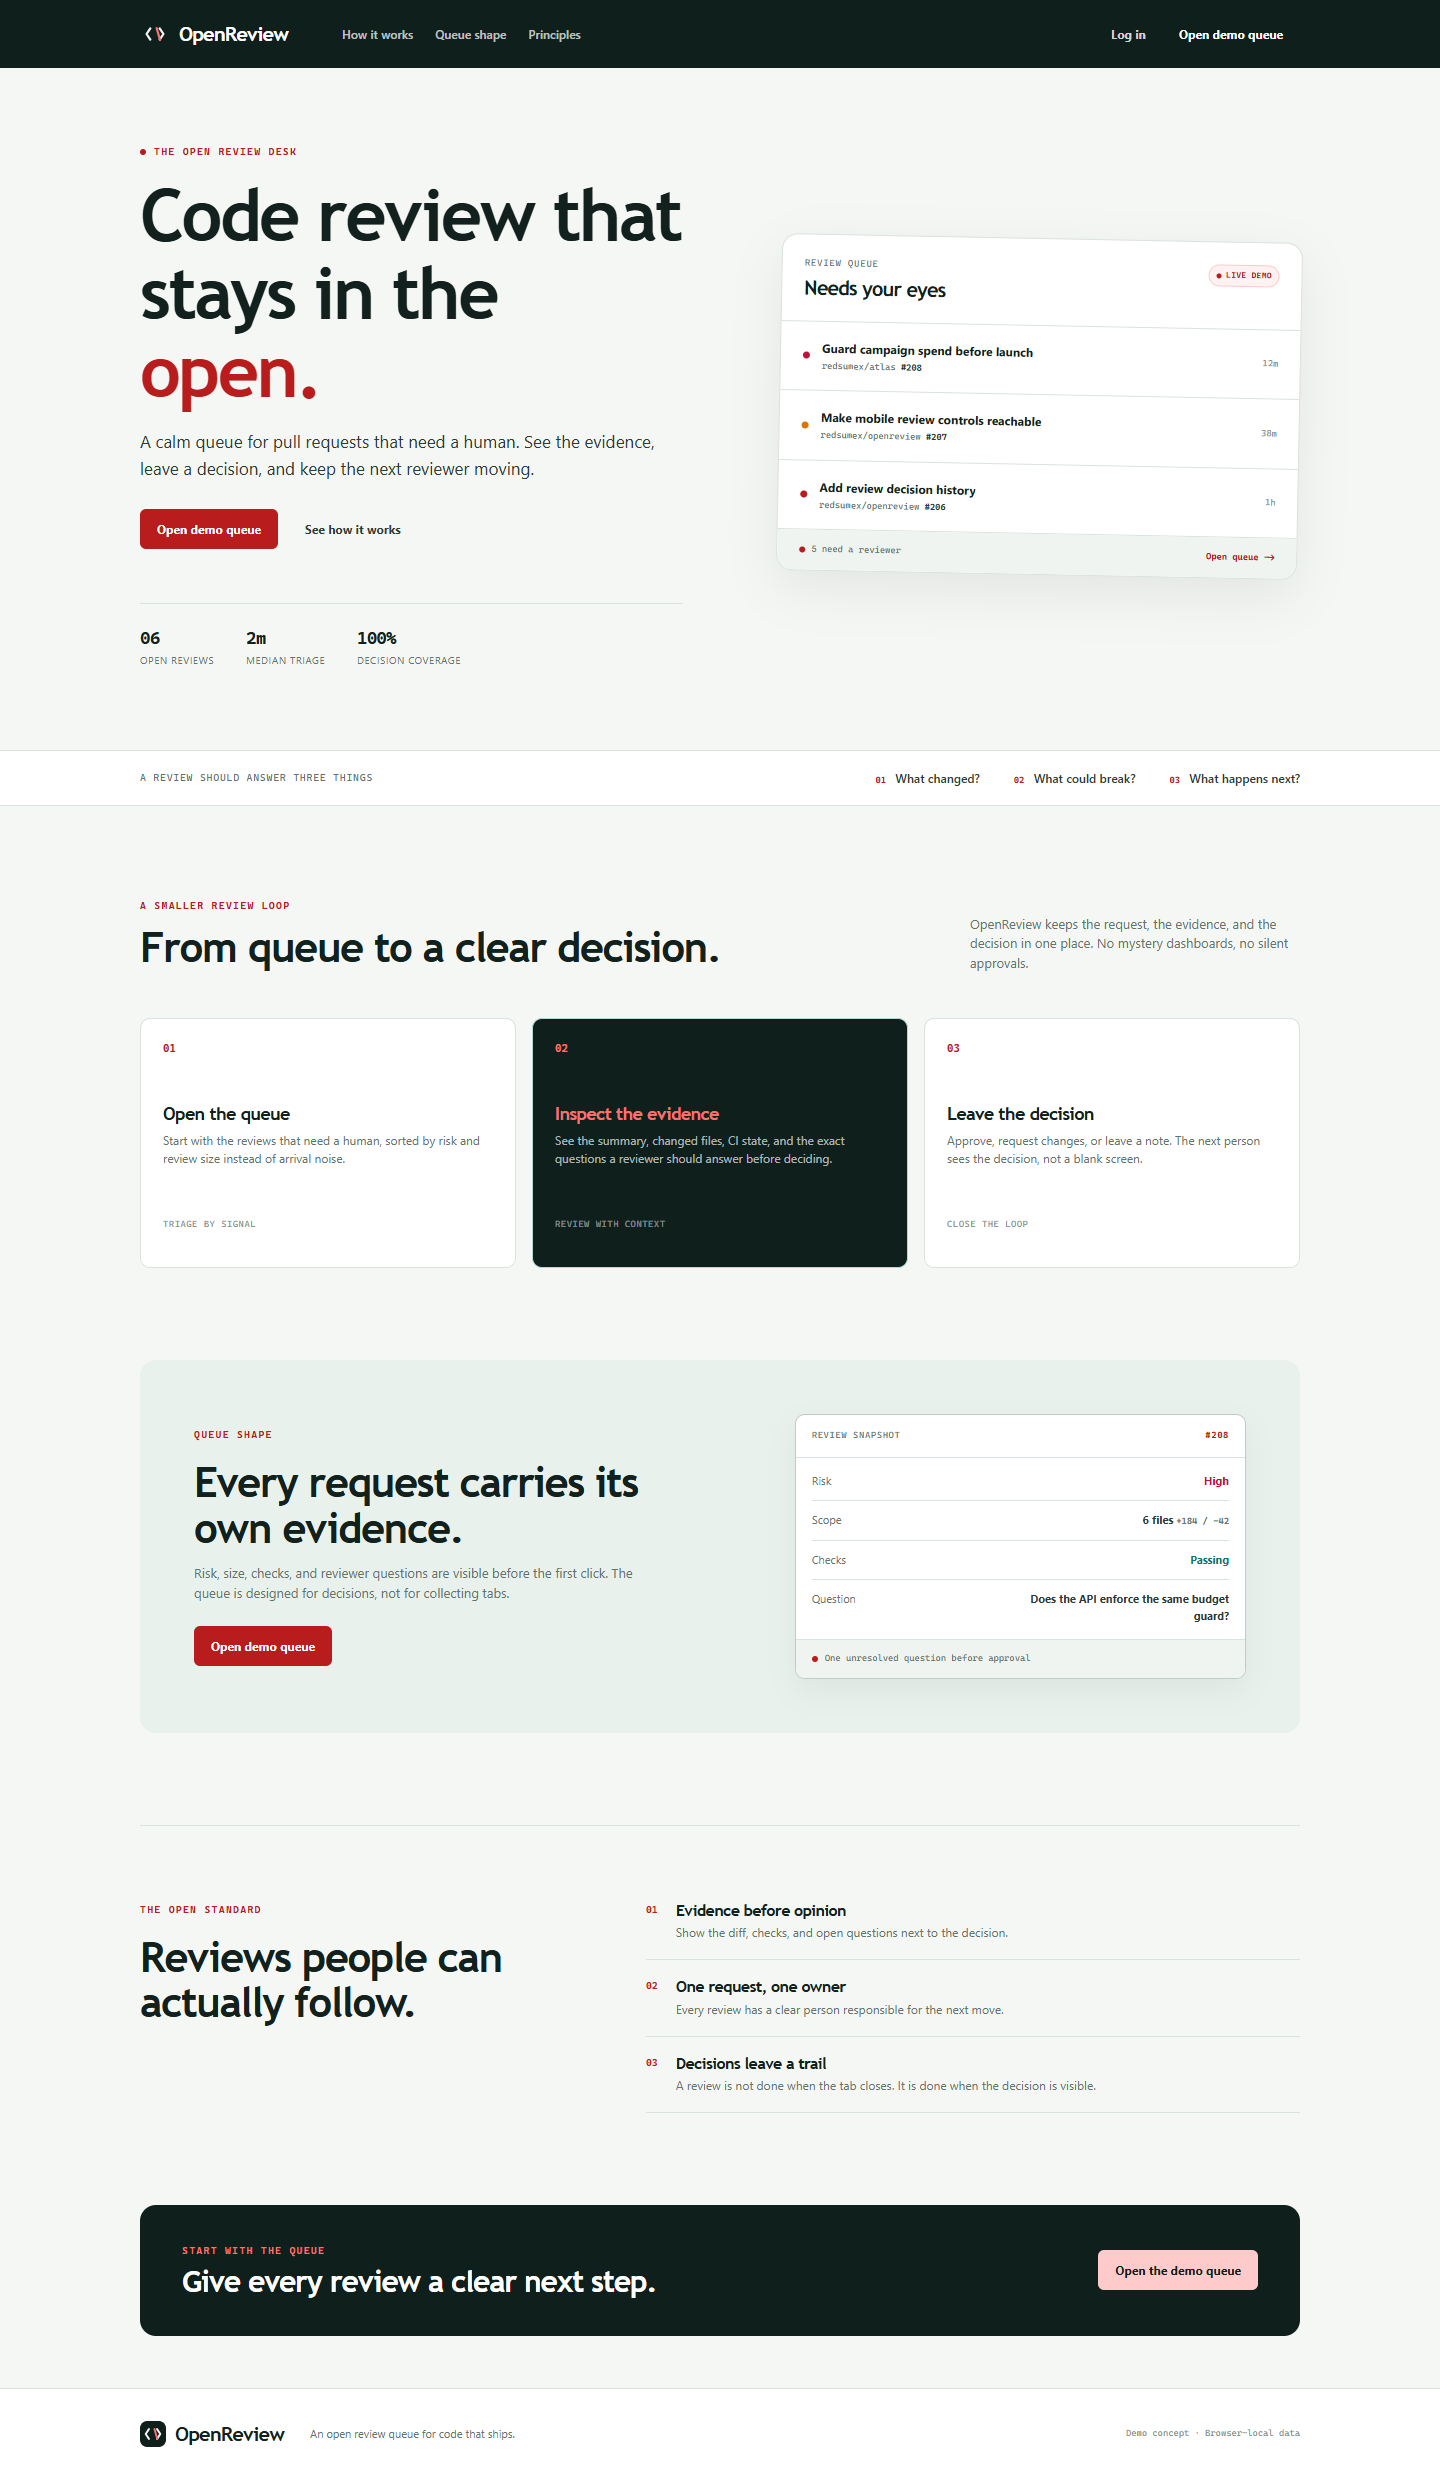 OpenReview
How it works
Queue shape
Principles
Log in
Open demo queue
THE OPEN REVIEW DESK
Code review that
stays in the
open.
A calm queue for pull requests that need a human. See the evidence,
leave a decision, and keep the next reviewer moving.
Open demo queue
See how it works
06
OPEN REVIEWS
2m
MEDIAN TRIAGE
100%
DECISION COVERAGE
REVIEW QUEUE
Needs your eyes
LIVE DEMO
Guard campaign spend before launch
redsumex/atlas #208
12m
Make mobile review controls reachable
redsumex/openreview #207
38m
Add review decision history
redsumex/openreview #206
1h
5 need a reviewer
Open queue →
A REVIEW SHOULD ANSWER THREE THINGS
01 What changed?
02 What could break?
03 What happens next?
A SMALLER REVIEW LOOP
From queue to a clear decision.
OpenReview keeps the request, the evidence, and the
decision in one place. No mystery dashboards, no silent
approvals.
01
Open the queue
Start with the reviews that need a human, sorted by risk and
review size instead of arrival noise.
TRIAGE BY SIGNAL
02
Inspect the evidence
See the summary, changed files, CI state, and the exact
questions a reviewer should answer before deciding.
REVIEW WITH CONTEXT
03
Leave the decision
Approve, request changes, or leave a note. The next person
sees the decision, not a blank screen.
CLOSE THE LOOP
QUEUE SHAPE
Every request carries its
own evidence.
Risk, size, checks, and reviewer questions are visible before the first click. The
queue is designed for decisions, not for collecting tabs.
Open demo queue
REVIEW SNAPSHOT
#208
Risk
High
Scope
6 files +184 / −42
Checks
Passing
Question
Does the API enforce the same budget
guard?
One unresolved question before approval
THE OPEN STANDARD
Reviews people can
actually follow.
01
Evidence before opinion
Show the diff, checks, and open questions next to the decision.
02
One request, one owner
Every review has a clear person responsible for the next move.
03
Decisions leave a trail
A review is not done when the tab closes. It is done when the decision is visible.
START WITH THE QUEUE
Give every review a clear next step.
Open the demo queue
OpenReview
An open review queue for code that ships.
Demo concept · Browser-local data